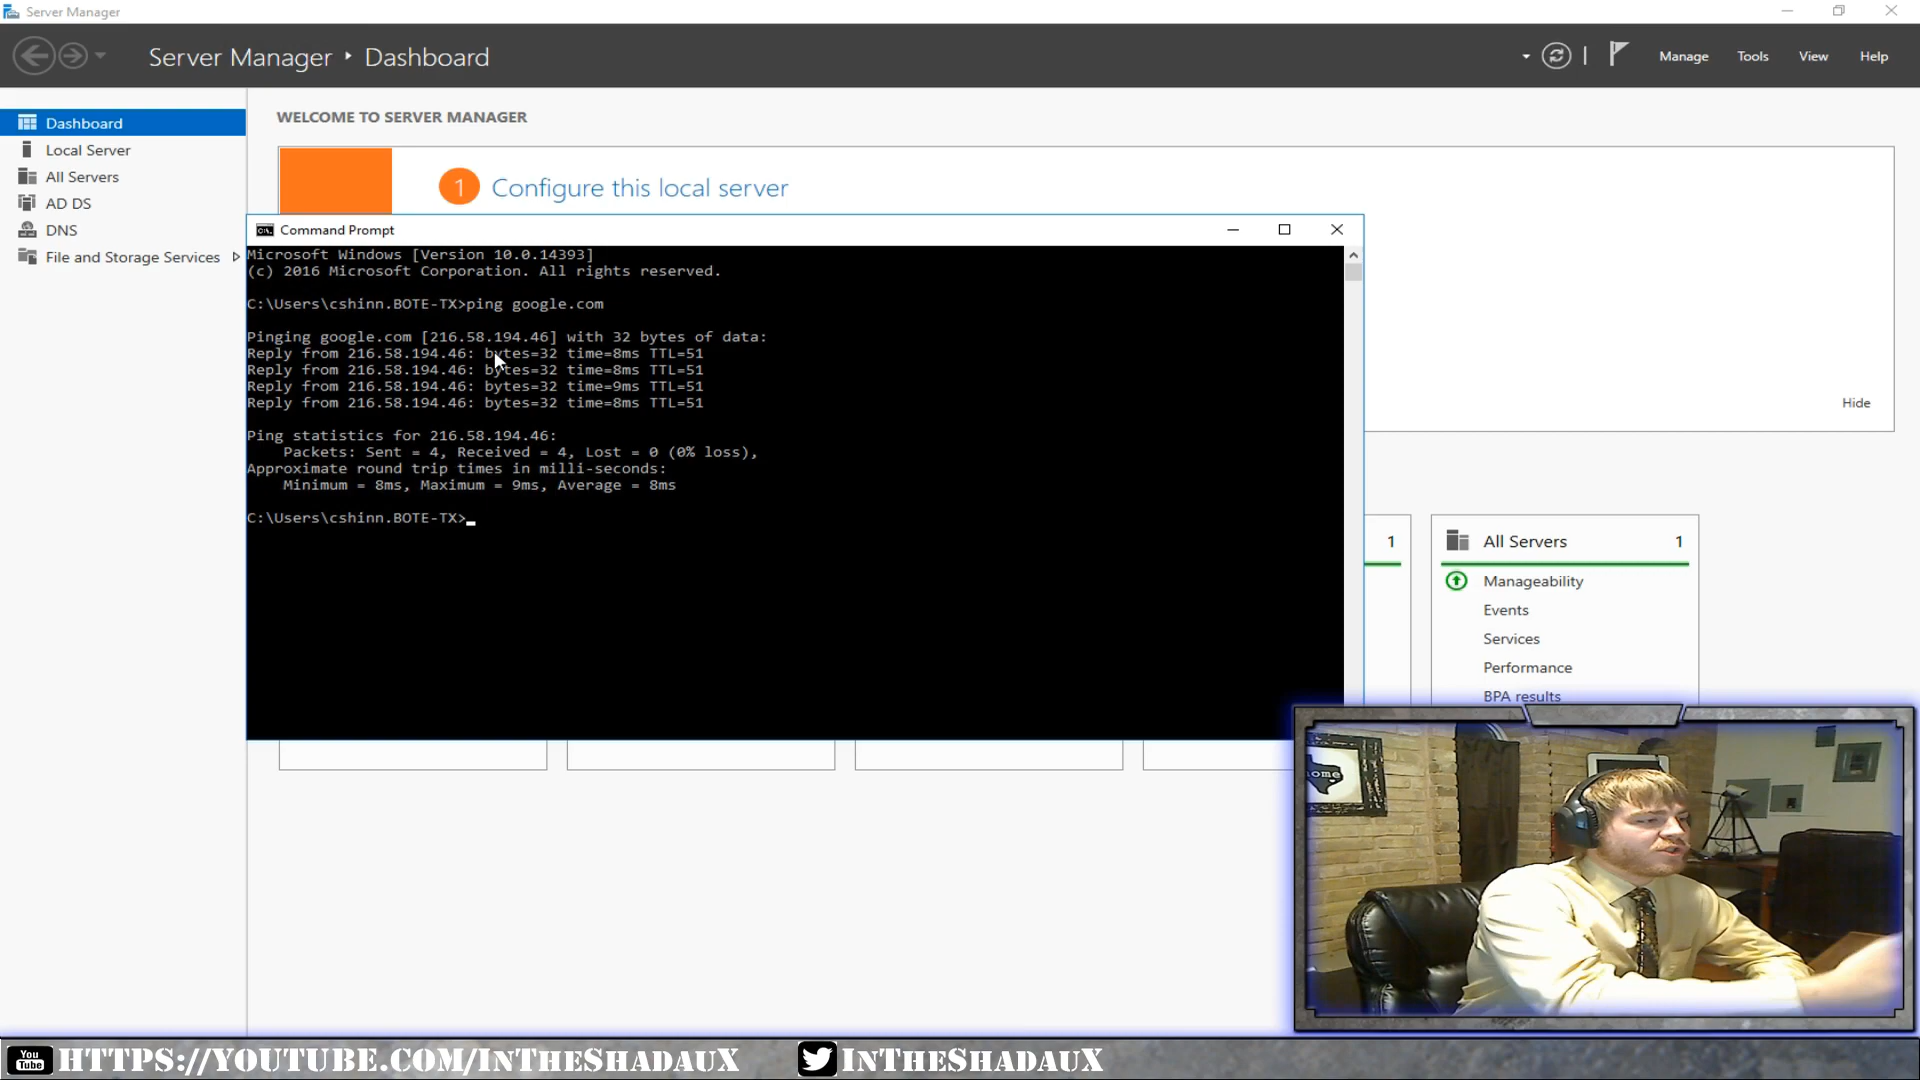 Server Manager
Server Manager ‣ Dashboard
Manage Tools View Help
Dashboard
Local Server
All Servers
AD DS
DNS
File and Storage Services
WELCOME TO SERVER MANAGER
1 Configure this local server
Hide
Command Prompt
Microsoft Windows [Version 10.0.14393]
(c) 2016 Microsoft Corporation. All rights reserved.
C:\Users\cshinn.BOTE-TX>ping google.com
Pinging google.com [216.58.194.46] with 32 bytes of data:
Reply from 216.58.194.46: bytes=32 time=8ms TTL=51
Reply from 216.58.194.46: bytes=32 time=8ms TTL=51
Reply from 216.58.194.46: bytes=32 time=9ms TTL=51
Reply from 216.58.194.46: bytes=32 time=8ms TTL=51
Ping statistics for 216.58.194.46:
Packets: Sent = 4, Received = 4, Lost = 0 (0% loss),
Approximate round trip times in milli-seconds:
Minimum = 8ms, Maximum = 9ms, Average = 8ms
C:\Users\cshinn.BOTE-TX>
1
All Servers 1
Manageability
Events
Services
Performance
BPA results
home
You Tube HTTPS://YOUTUBE.COM/INTHESHADAUX INTHESHADAUX